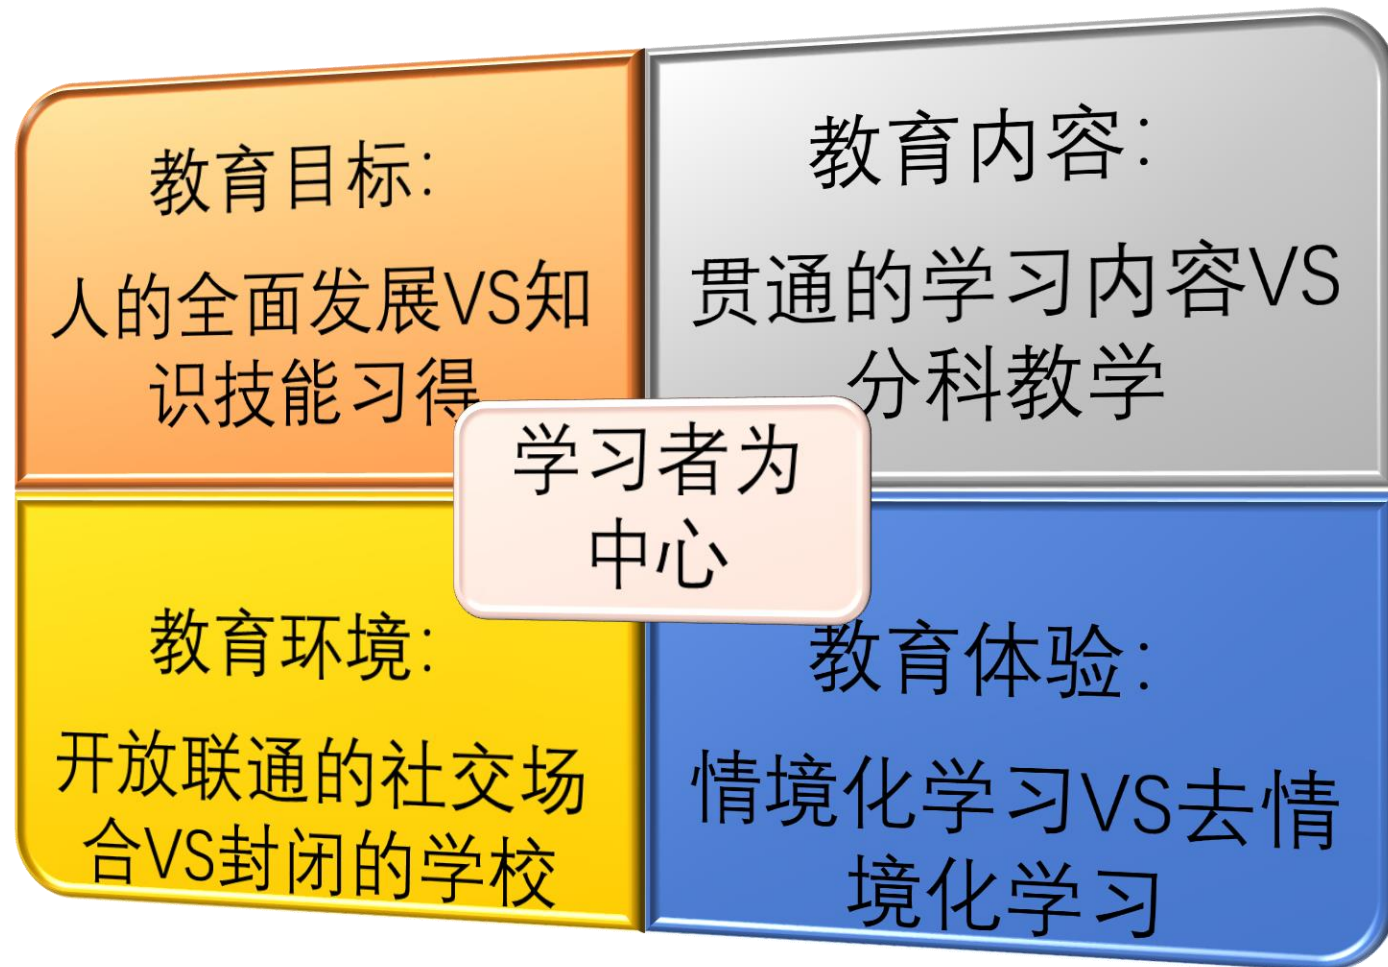 教育目标：
人的全面发展VS知
识技能习得
教育内容：
贯通的学习内容VS
分科教学
学习者为
中心
教育环境：
开放联通的社交场
合VS封闭的学校
教育体验：
情境化学习VS去情
境化学习